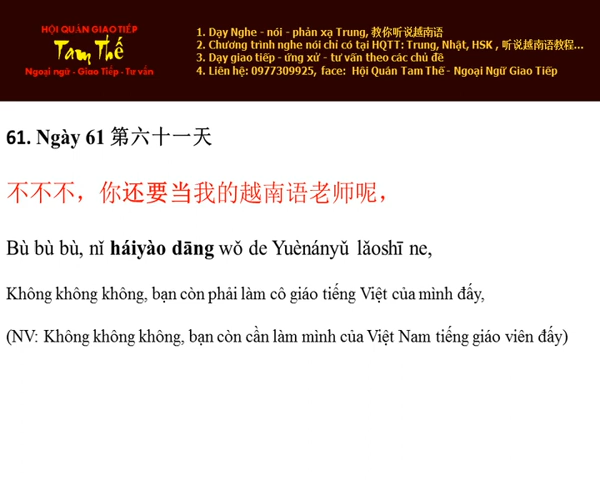 HỘI QUÁN GIAO TIẾP
Tam Thế
Ngoại ngữ - Giao Tiếp - Tư vấn
1. Dạy Nghe - nói - phản xạ Trung, 教你听说越南语
2. Chương trình nghe nói chỉ có tại HQTT: Trung, Nhật, HSK , 听说越南语教程...
3. Dạy giao tiếp - ứng xử - tư vấn theo các chủ đề
4. Liên hệ: 0977309925, face: Hội Quán Tam Thế - Ngoại Ngữ Giao Tiếp
61. Ngày 61 第六十一天
不不不，你还要当我的越南语老师呢，
Bù bù bù, nǐ háiyào dāng wǒ de Yuènányǔ lǎoshī ne,
Không không không, bạn còn phải làm cô giáo tiếng Việt của mình đấy,
(NV: Không không không, bạn còn cần làm mình của Việt Nam tiếng giáo viên đấy)